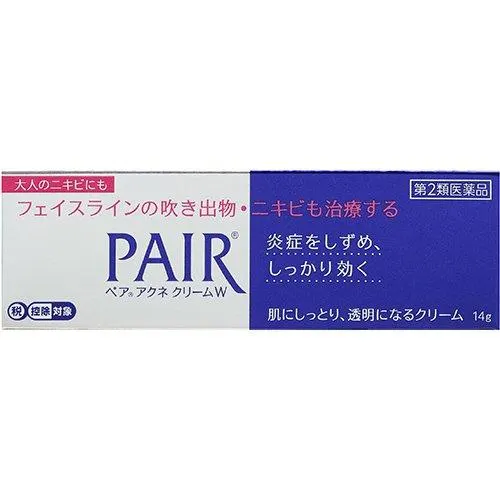 大人のニキビにも
第2類医薬品
フェイスラインの吹き出物・ニキビも治療する
PAIR®
ペア® アクネ クリームW
炎症をしずめ、
しっかり効く
税 控除対象
肌にしっとり、透明になるクリーム 14g